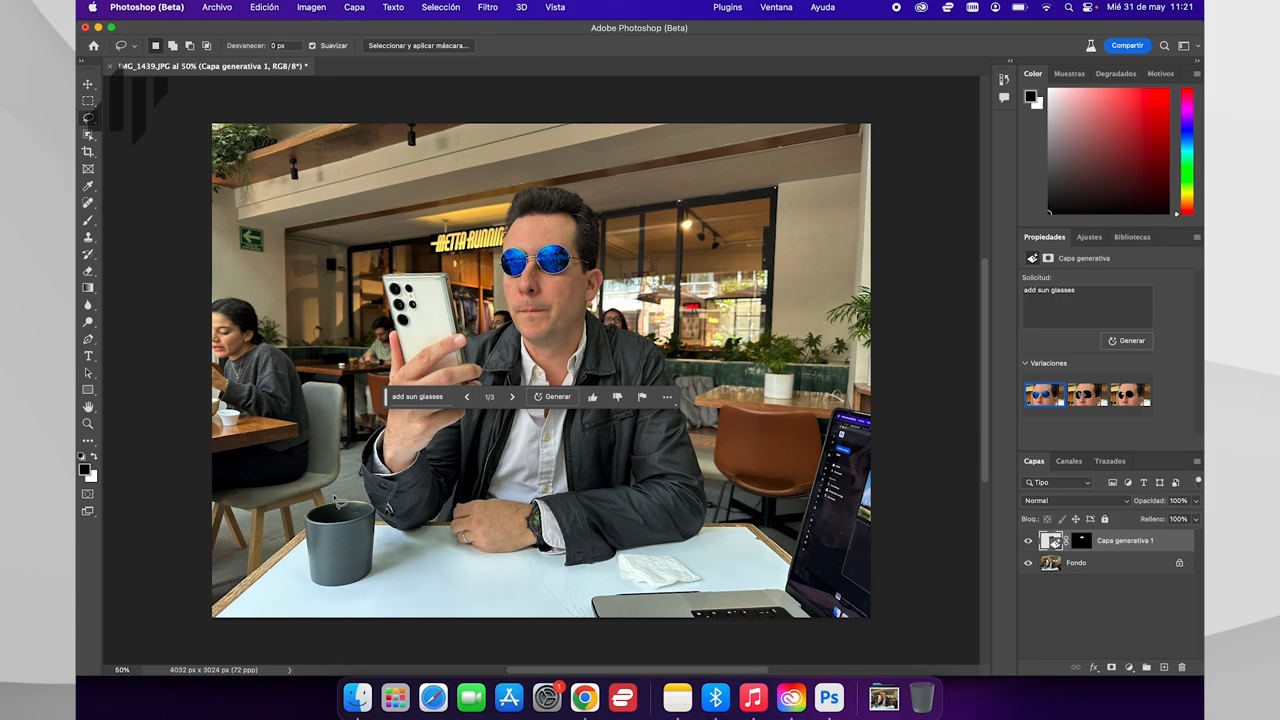 Photoshop (Beta) Archivo Edición Imagen Capa Texto Selección Filtro 3D Vista Plugins Ventana Ayuda Mié 31 de may 11:21
Adobe Photoshop (Beta)
Desvanecer: 0 px Suavizar Seleccionar y aplicar máscara... Compartir
IMG_1439.JPG al 50% (Capa generativa 1, RGB/8*) *
Color Muestras Degradados Motivos
METTA RUNNING
Propiedades Ajustes Bibliotecas
Capa generativa
Solicitud:
add sun glasses
Generar
Variaciones
add sun glasses 1/3 Generar
Capas Canales Trazados
Tipo
Normal Opacidad: 100%
Bloq.: Relleno: 100%
Capa generativa 1
Fondo
50% 4032 px x 3024 px (72 ppp)
1
Ps